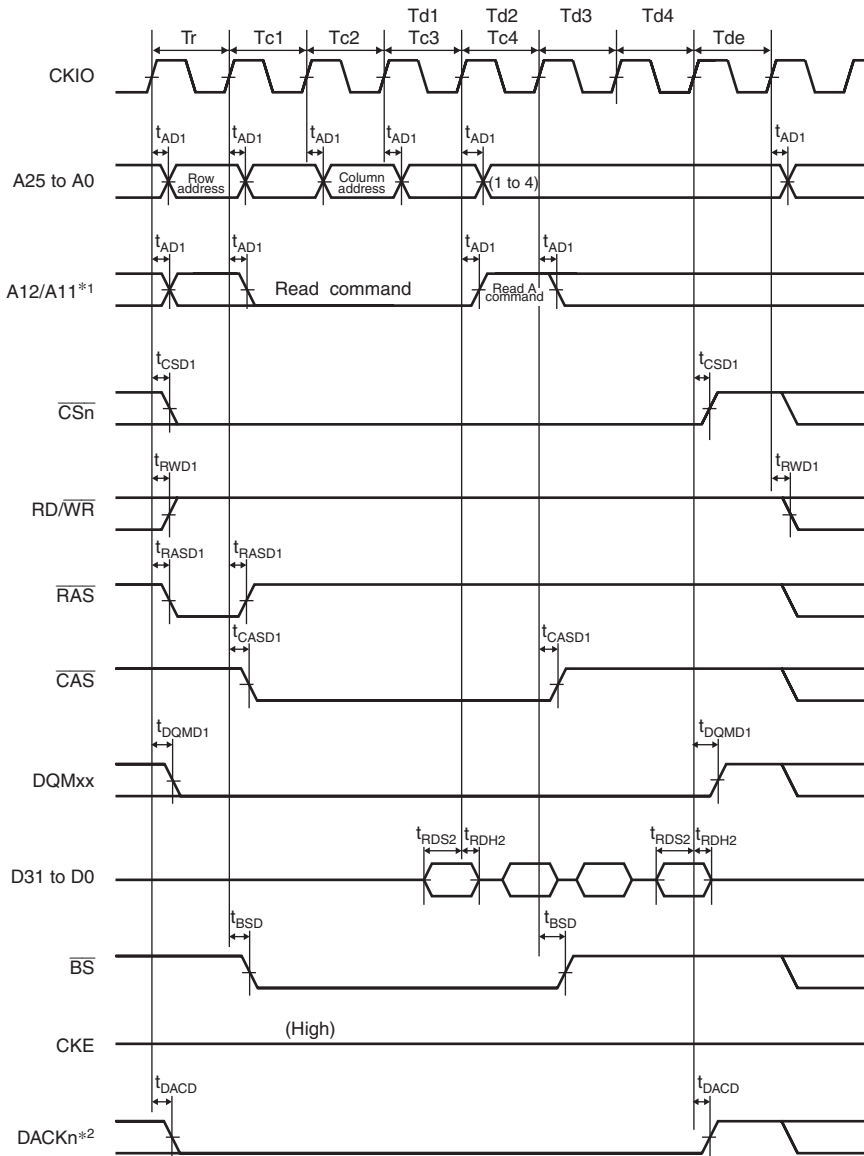 Td1 Td2
Tr Tc1 Tc2 Tc3 Tc4 Td3 Td4 Tde
CKIO
tAD1 tAD1 tAD1 tAD1 tAD1 tAD1
A25 to A0
Row address
Column address
(1 to 4)
tAD1 tAD1 tAD1 tAD1
A12/A11*1
Read command
Read A command
tCSD1 tCSD1
CSn
tRWD1 tRWD1
RD/WR
tRASD1 tRASD1
RAS
tCASD1 tCASD1
CAS
tDQMD1 tDQMD1
DQMxx
tRDS2 tRDH2 tRDS2 tRDH2
D31 to D0
tBSD tBSD
BS
(High)
CKE
tDACD tDACD
DACKn*2